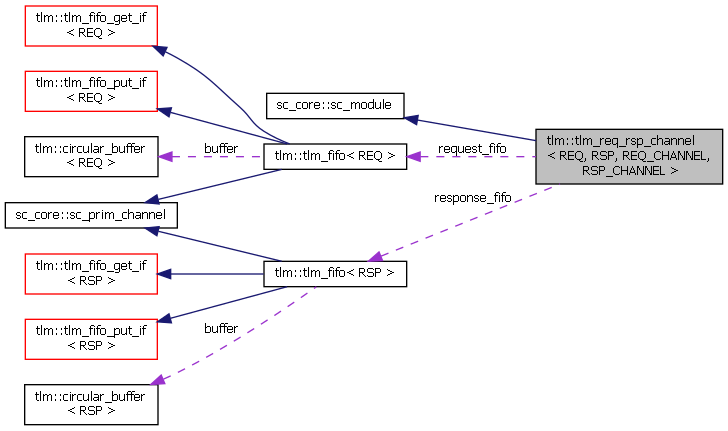 tlm::tlm_fifo_get_if
< REQ >
tlm::tlm_fifo_put_if
< REQ >
sc_core::sc_module
tlm::tlm_req_rsp_channel
< REQ, RSP, REQ_CHANNEL,
RSP_CHANNEL >
tlm::circular_buffer
< REQ >
buffer
tlm::tlm_fifo< REQ >
request_fifo
response_fifo
sc_core::sc_prim_channel
tlm::tlm_fifo_get_if
< RSP >
tlm::tlm_fifo< RSP >
tlm::tlm_fifo_put_if
< RSP >
buffer
tlm::circular_buffer
< RSP >